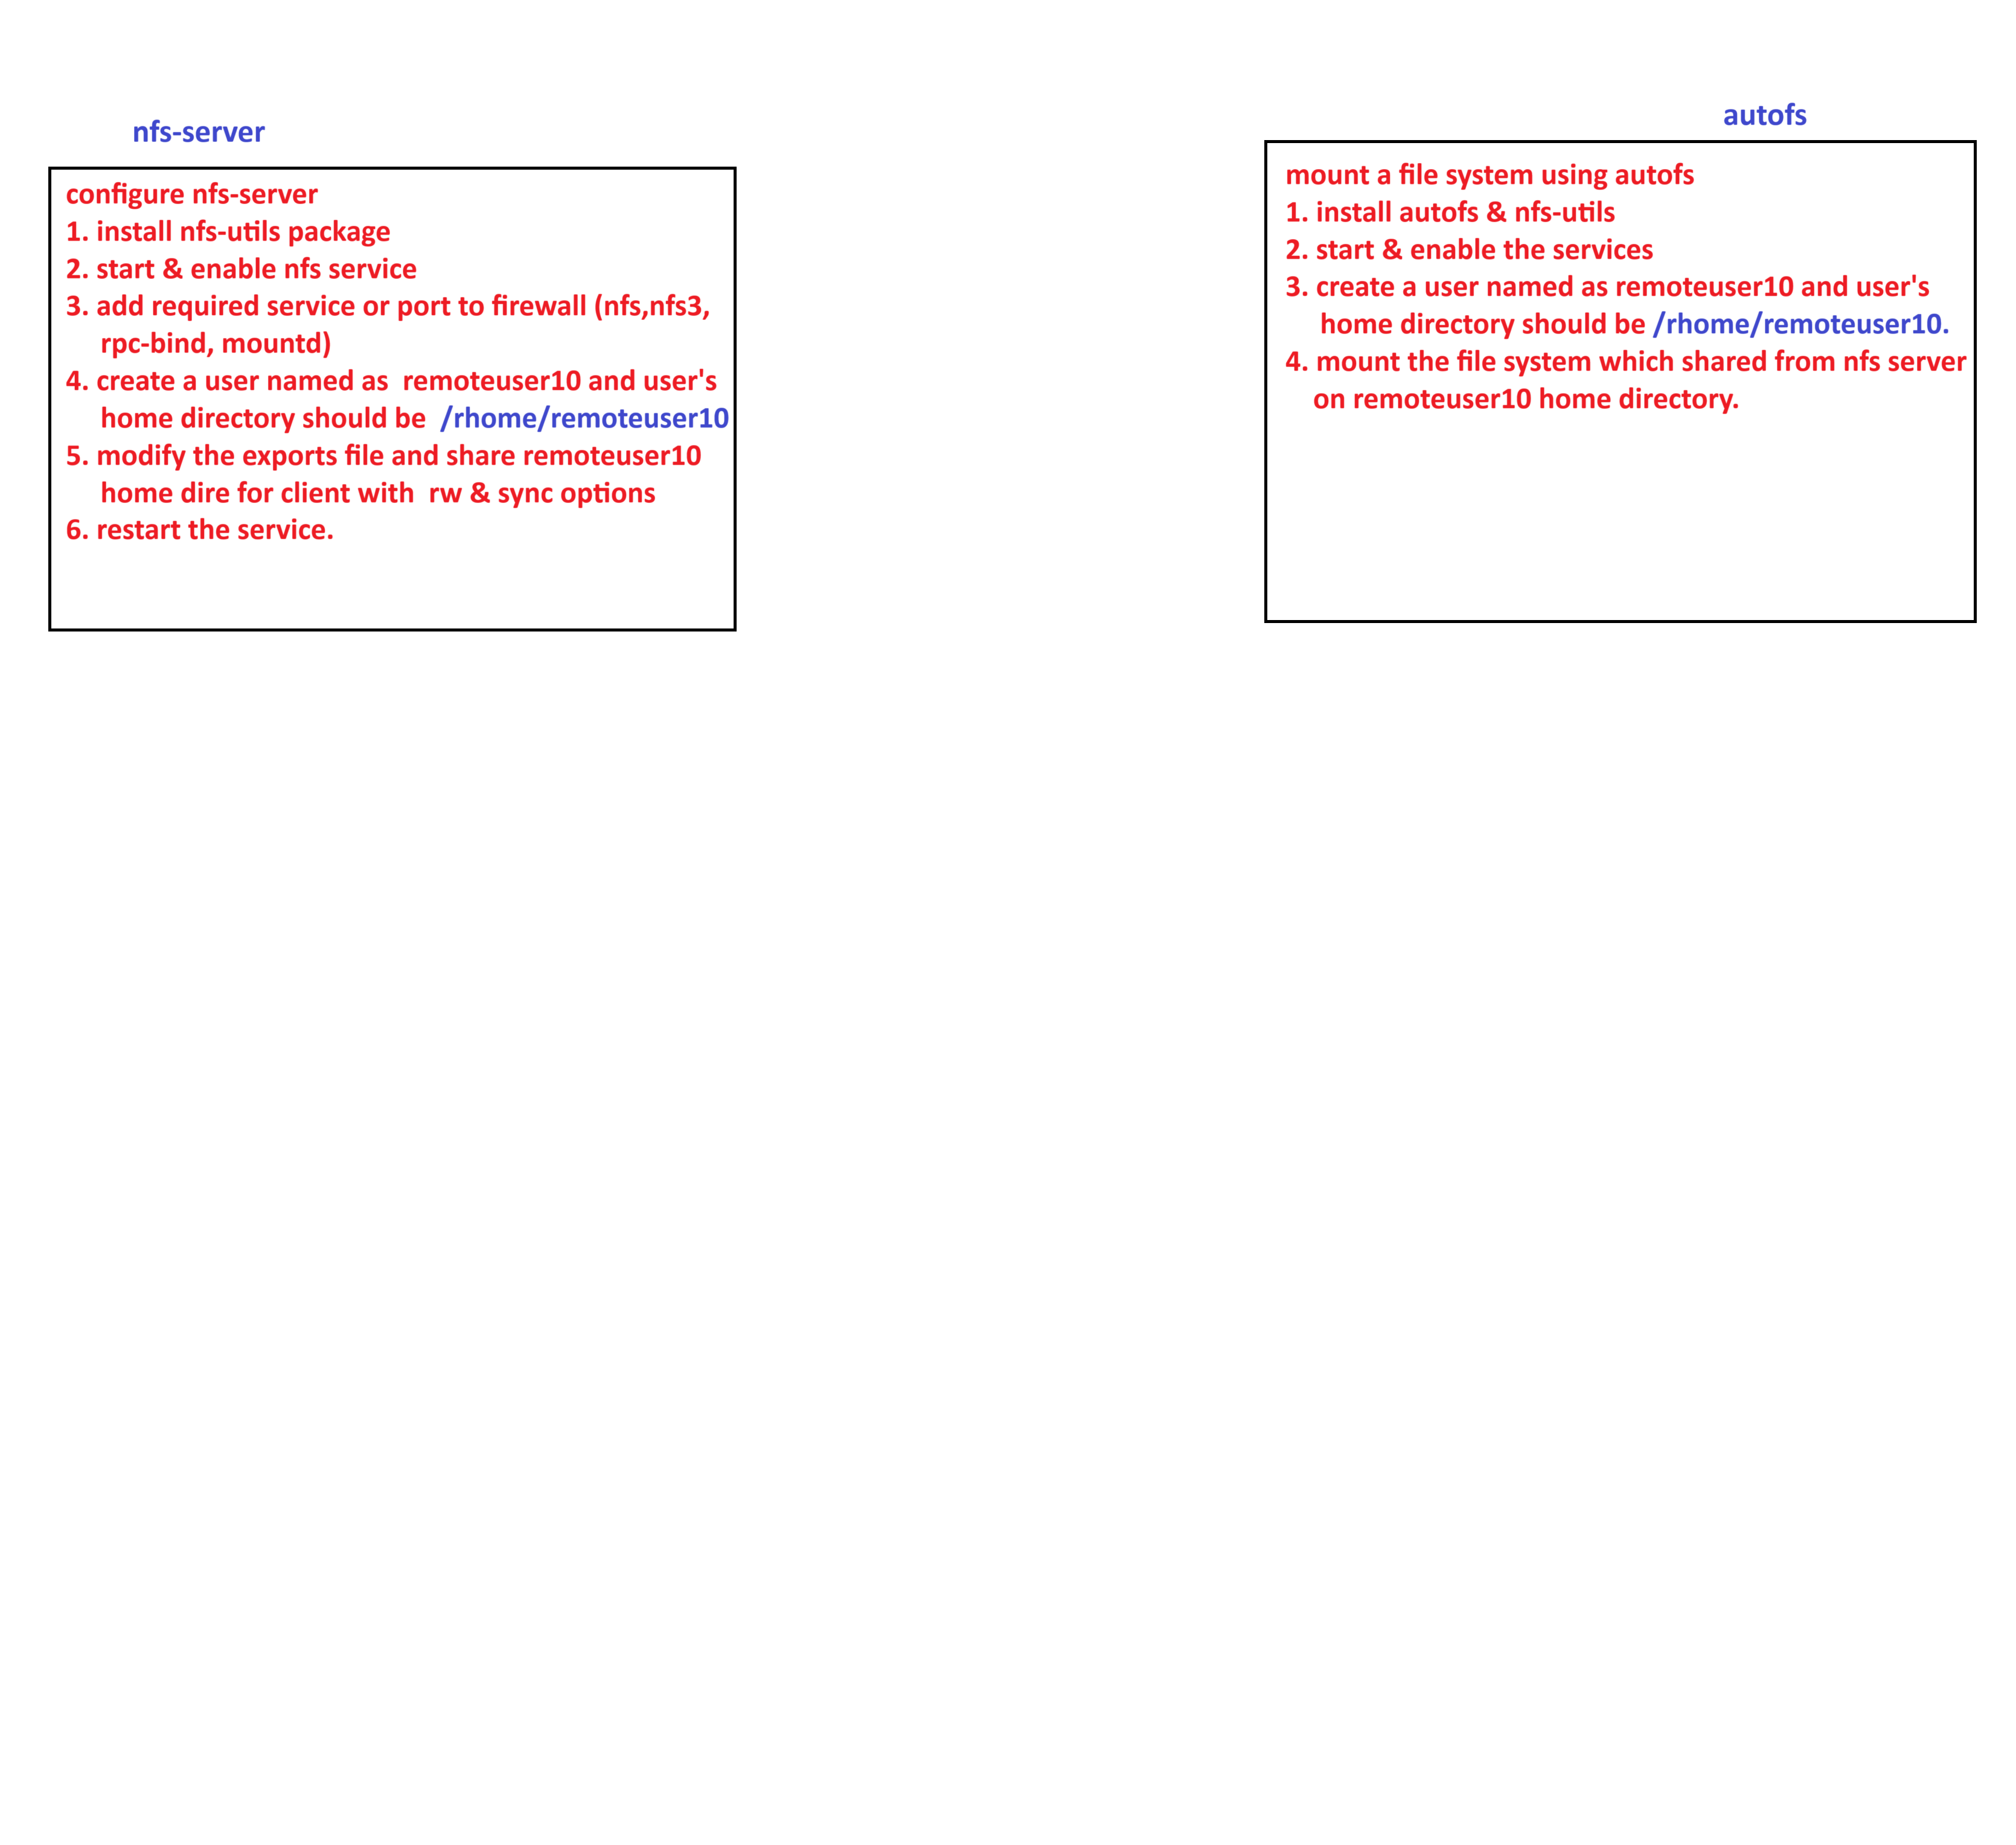 nfs-server
configure nfs-server
1. install nfs-utils package
2. start & enable nfs service
3. add required service or port to firewall (nfs,nfs3,
rpc-bind, mountd)
4. create a user named as  remoteuser10 and user's
home directory should be  /rhome/remoteuser10
5. modify the exports file and share remoteuser10
home dire for client with  rw & sync options
6. restart the service.
autofs
mount a file system using autofs
1. install autofs & nfs-utils
2. start & enable the services
3. create a user named as remoteuser10 and user's
home directory should be /rhome/remoteuser10.
4. mount the file system which shared from nfs server
on remoteuser10 home directory.